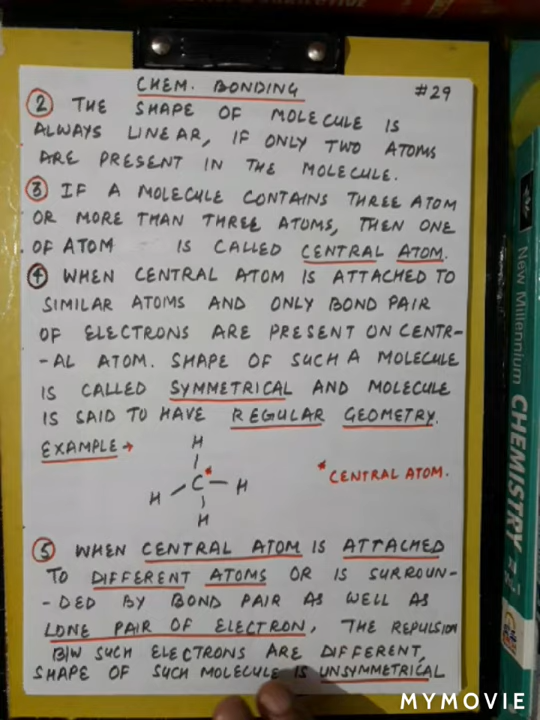 CHEM. BONDING #29
② THE SHAPE OF MOLECULE IS
ALWAYS LINEAR, IF ONLY TWO ATOMS
ARE PRESENT IN THE MOLECULE.
③ IF A MOLECULE CONTAINS THREE ATOM
OR MORE THAN THREE ATOMS, THEN ONE
OF ATOM IS CALLED CENTRAL ATOM.
④ WHEN CENTRAL ATOM IS ATTACHED TO
SIMILAR ATOMS AND ONLY BOND PAIR
OF ELECTRONS ARE PRESENT ON CENTR-
-AL ATOM. SHAPE OF SUCH A MOLECULE
IS CALLED SYMMETRICAL AND MOLECULE
IS SAID TO HAVE REGULAR GEOMETRY.
EXAMPLE →
H
H C* H
H
*CENTRAL ATOM.
⑤ WHEN CENTRAL ATOM IS ATTACHED
TO DIFFERENT ATOMS OR IS SURROUN-
-DED BY BOND PAIR AS WELL AS
LONE PAIR OF ELECTRON, THE REPULSION
B/W SUCH ELECTRONS ARE DIFFERENT,
SHAPE OF SUCH MOLECULE IS UNSYMMETRICAL
New Millennium CHEMISTRY
MYMOVIE